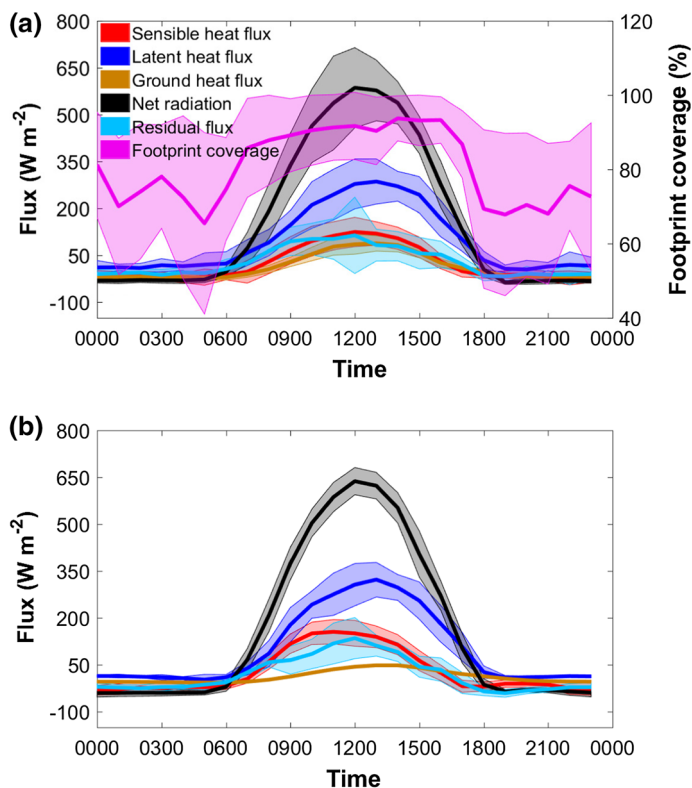 (a)
800
650
500
350
200
50
-100
Flux (W m-2)
Sensible heat flux
Latent heat flux
Ground heat flux
Net radiation
Residual flux
Footprint coverage
120
100
80
60
40
Footprint coverage (%)
0000 0300 0600 0900 1200 1500 1800 2100 0000
Time
(b)
800
650
500
350
200
50
-100
Flux (W m-2)
0000 0300 0600 0900 1200 1500 1800 2100 0000
Time